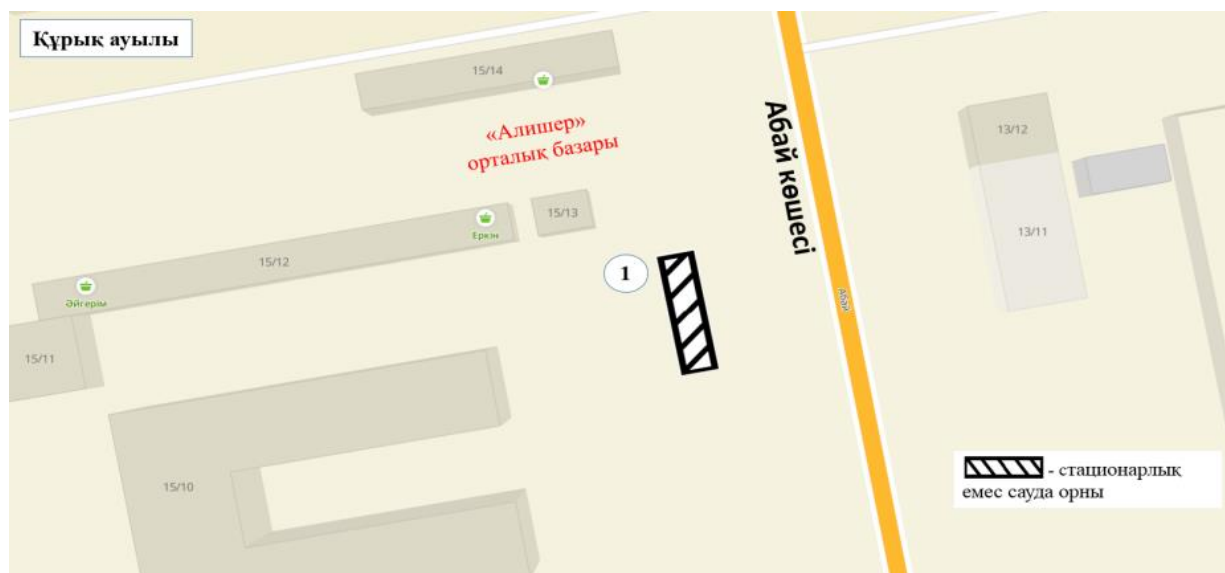 Құрық ауылы
15/14
«Алишер»
орталық базары
Абай көшесі
13/12
15/13
13/11
Еркін
15/12
1
Әйгерім
Абай
15/11
- стационарлық
емес сауда орны
15/10